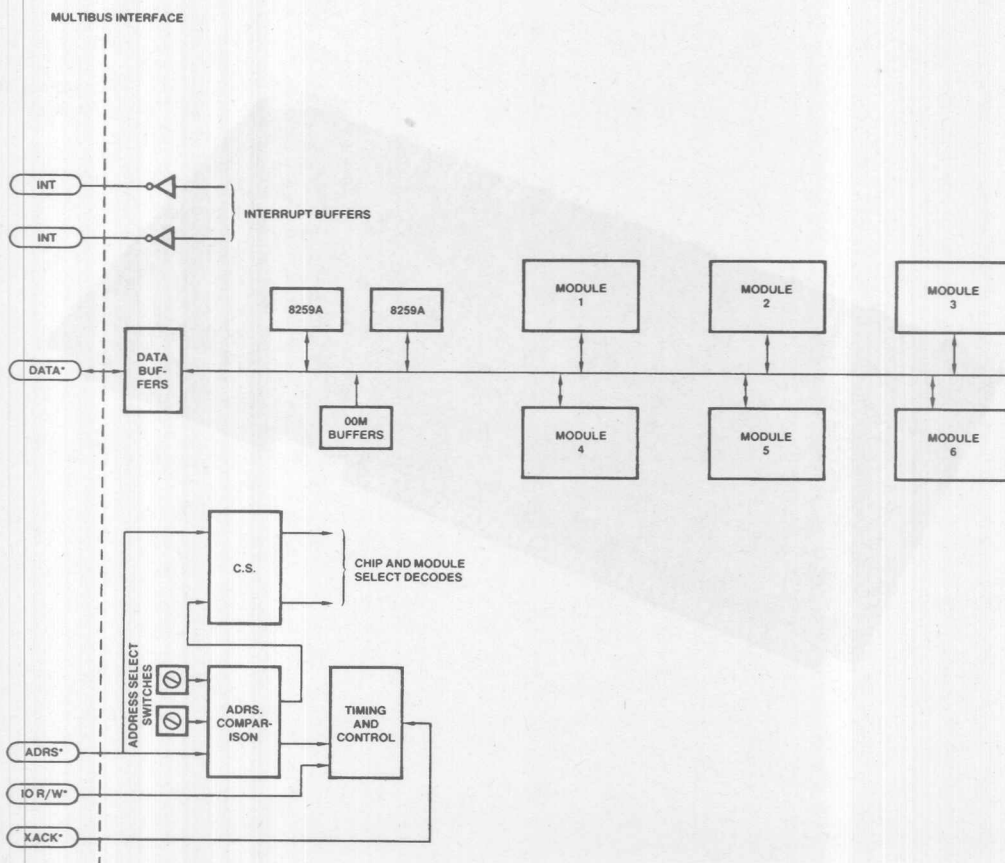 MULTIBUS INTERFACE
INT
INTERRUPT BUFFERS
INT
MODULE
1
MODULE
2
MODULE
3
8259A
8259A
DATA*
DATA
BUF-
FERS
00M
BUFFERS
MODULE
4
MODULE
5
MODULE
6
C.S.
CHIP AND MODULE
SELECT DECODES
ADDRESS SELECT
SWITCHES
ADRS.
COMPAR-
ISON
TIMING
AND
CONTROL
ADRS*
IO R/W*
XACK*